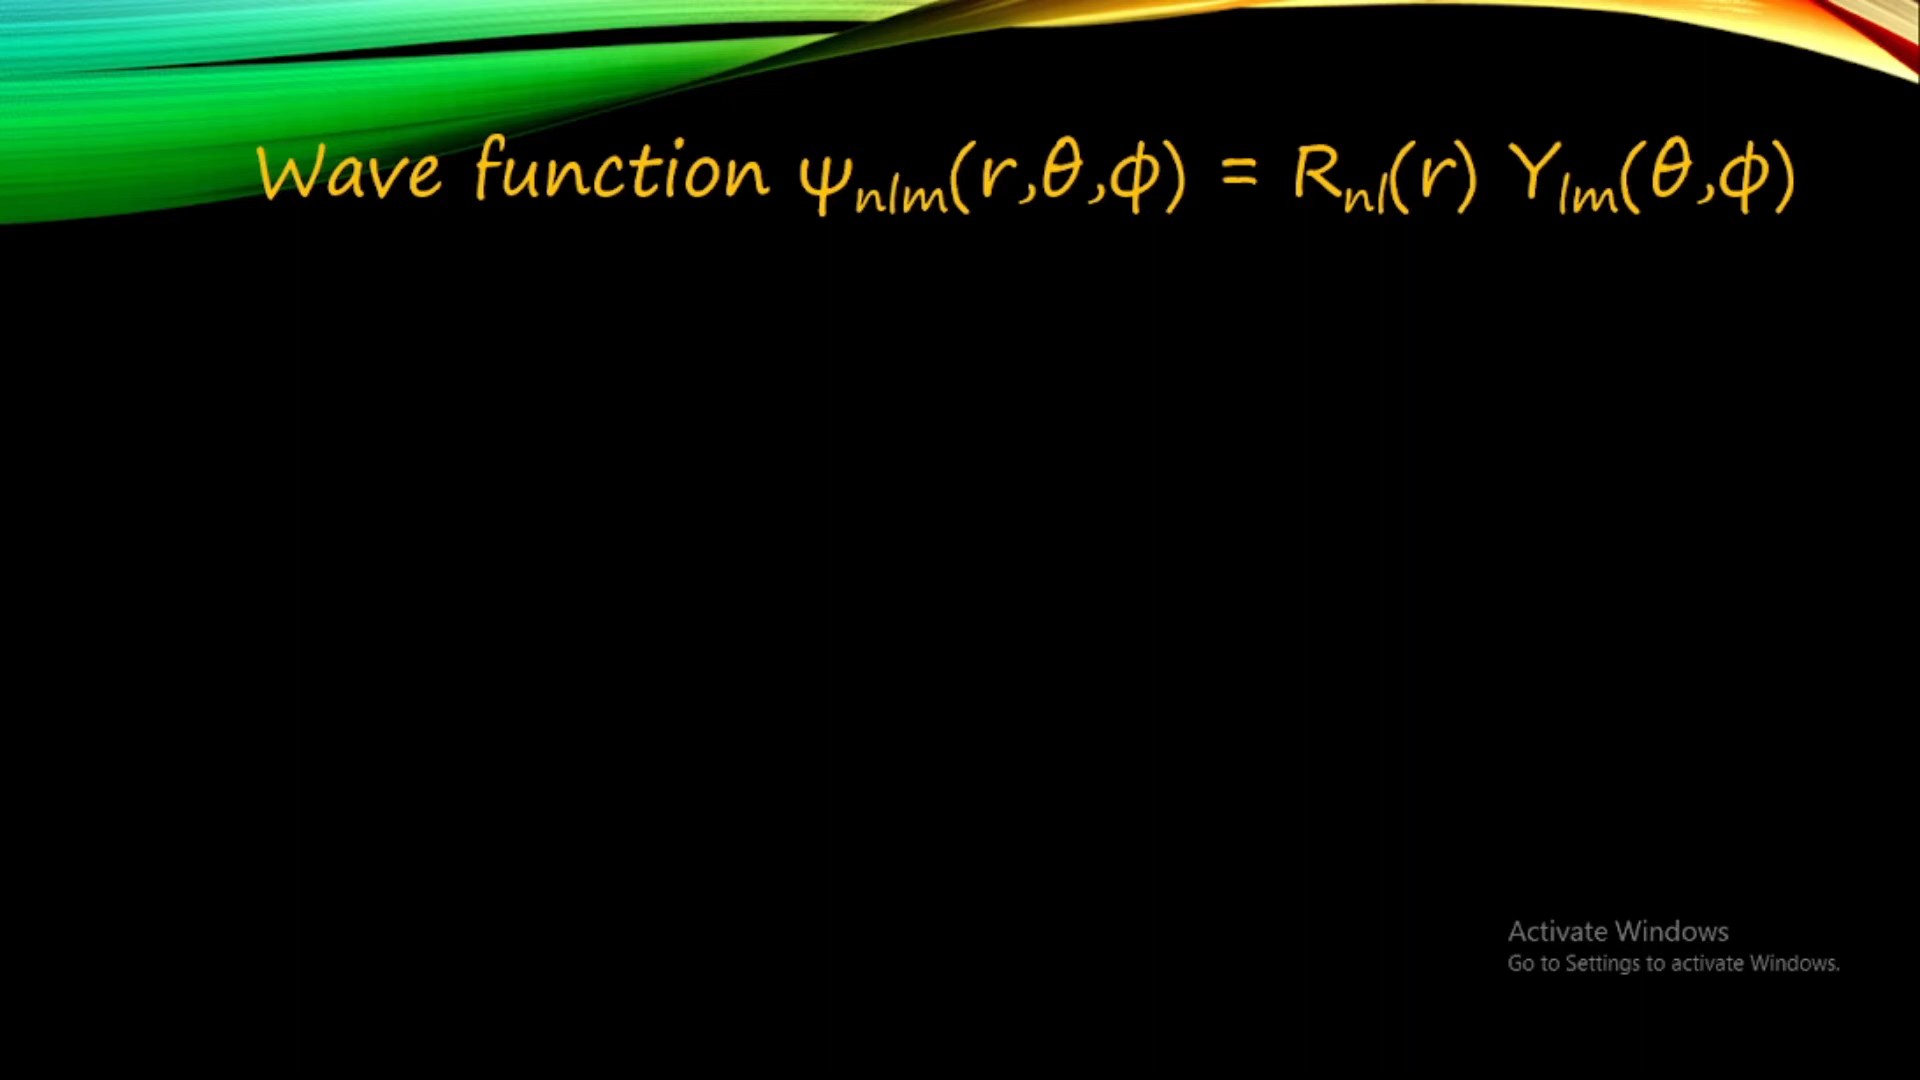 Wave function ψₙₗₘ(r,θ,φ) = Rₙₗ(r) Yₗₘ(θ,φ)
Activate Windows
Go to Settings to activate Windows.